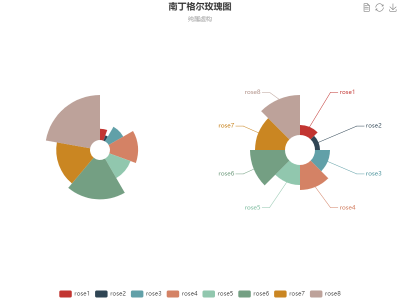 南丁格尔玫瑰图
纯属虚构
rose8
rose1
rose7
rose2
rose6
rose3
rose5
rose4
rose1 rose2 rose3 rose4 rose5 rose6 rose7 rose8